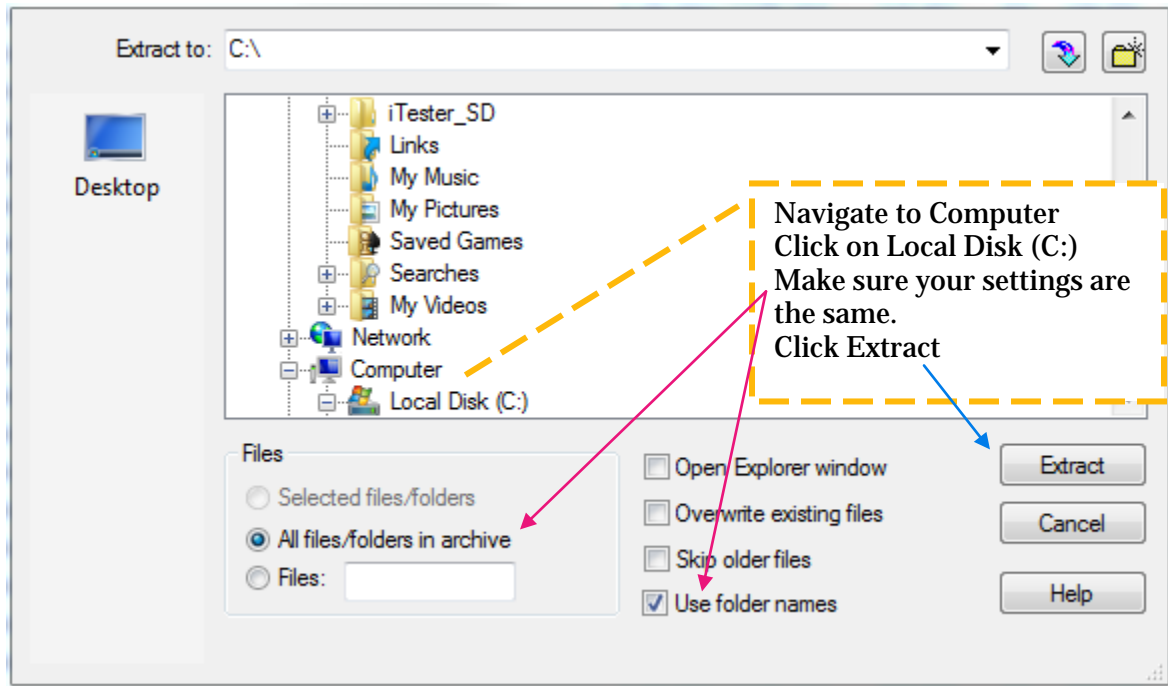 Extract to: C:\
Desktop
iTester_SD
Links
My Music
My Pictures
Saved Games
Searches
My Videos
Network
Computer
Local Disk (C:)
Navigate to Computer
Click on Local Disk (C:)
Make sure your settings are
the same.
Click Extract
Files
Selected files/folders
All files/folders in archive
Files:
Open Explorer window
Overwrite existing files
Skip older files
Use folder names
Extract
Cancel
Help